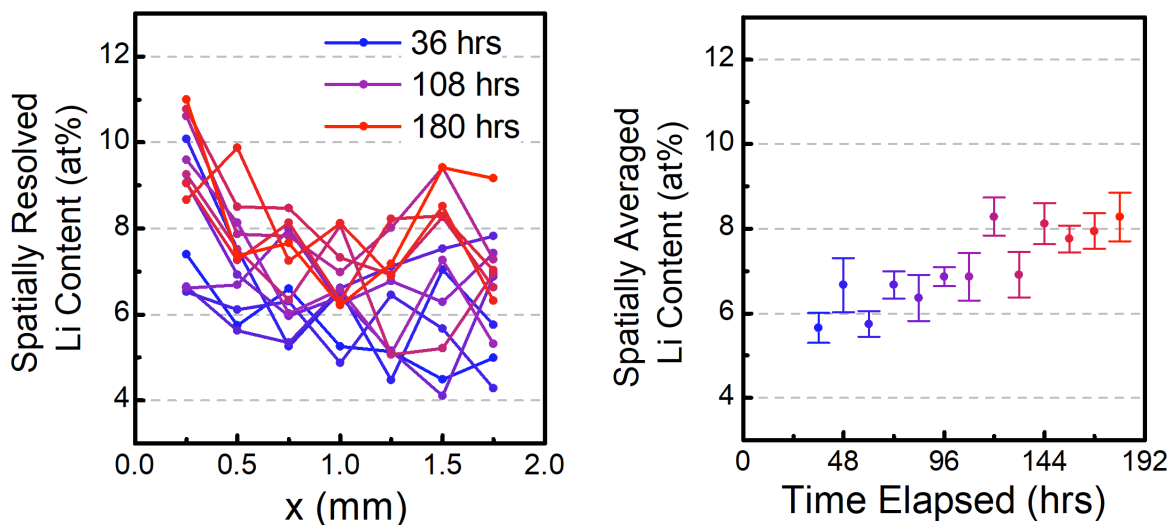 Spatially Resolved
Li Content (at%)
12
10
8
6
4
36 hrs
108 hrs
180 hrs
0.0
0.5
1.0
1.5
2.0
x (mm)
Spatially Averaged
Li Content (at%)
12
10
8
6
4
0
48
96
144
192
Time Elapsed (hrs)